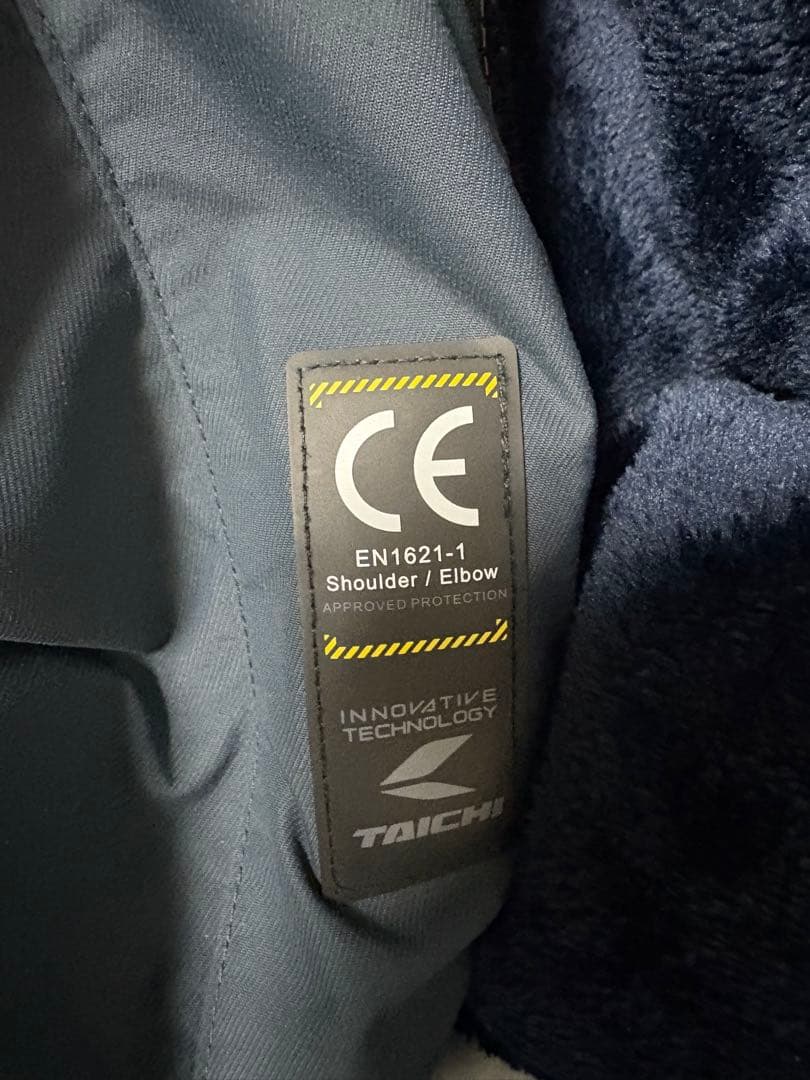 CE
EN1621-1
Shoulder / Elbow
APPROVED PROTECTION
INNOVATIVE
TECHNOLOGY
TAICHI